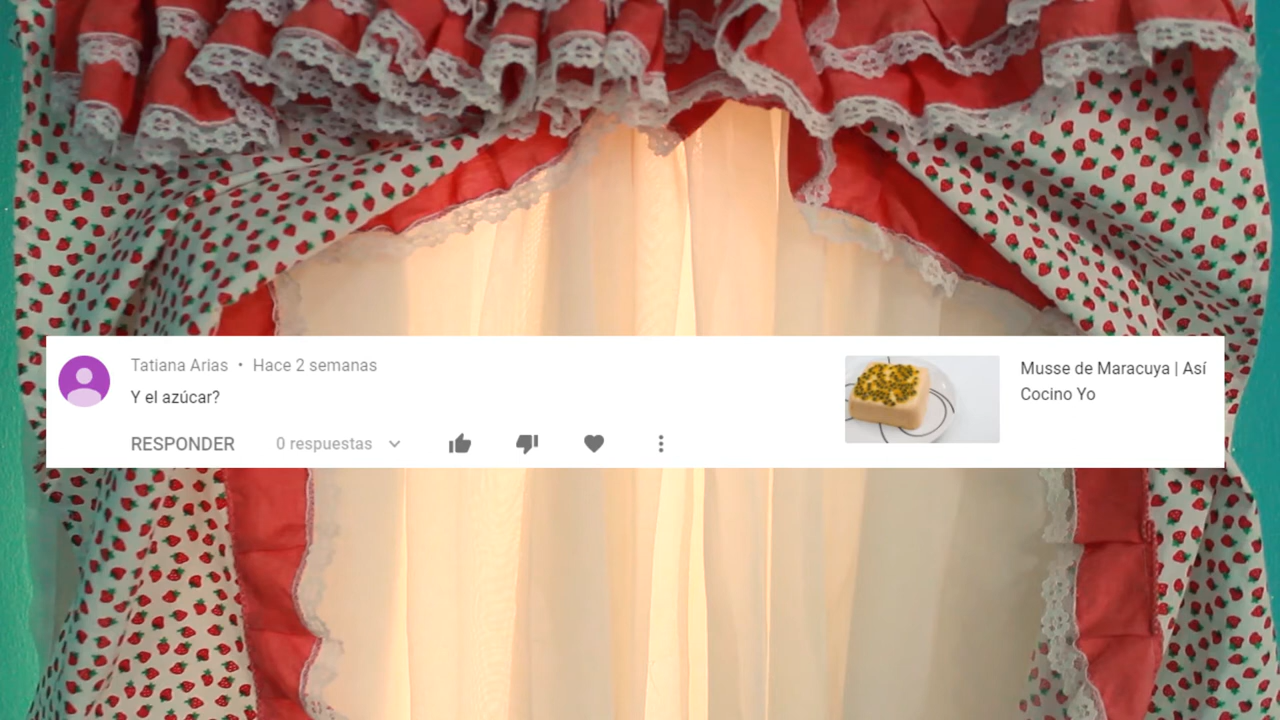 Tatiana Arias • Hace 2 semanas
Y el azúcar?
RESPONDER 0 respuestas
Musse de Maracuya | Así
Cocino Yo